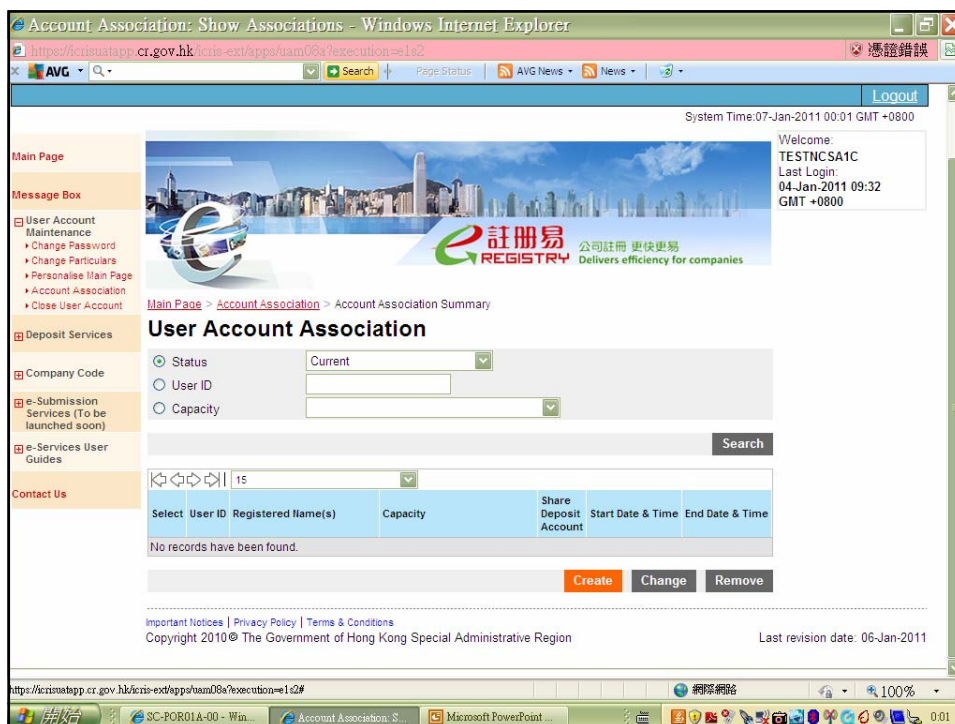 Account Association: Show Associations - Windows Internet Explorer
https://icrisuatapp.cr.gov.hk/icris-ext/apps/uam08a?execution=e1s2 憑證錯誤
AVG Search Page Status AVG News News
Logout
System Time:07-Jan-2011 00:01 GMT +0800
Welcome:
TESTNCSA1C
Last Login:
04-Jan-2011 09:32
GMT +0800
Main Page
Message Box
User Account
Maintenance
Change Password
Change Particulars
Personalise Main Page
Account Association
Close User Account
Deposit Services
Company Code
e-Submission
Services (To be
launched soon)
e-Services User
Guides
Contact Us
註冊易 公司註冊 更快更易
REGISTRY Delivers efficiency for companies
Main Page > Account Association > Account Association Summary
User Account Association
Status Current
User ID
Capacity
Search
15
Select User ID Registered Name(s) Capacity Share Deposit Account Start Date & Time End Date & Time
No records have been found.
Create Change Remove
Important Notices | Privacy Policy | Terms & Conditions
Copyright 2010© The Government of Hong Kong Special Administrative Region Last revision date: 06-Jan-2011
https://icrisuatapp.cr.gov.hk/icris-ext/apps/uam08a?execution=e1s2# 網際網路 100%
開始 SC-POR01A-00 - Win... Account Association: S... Microsoft PowerPoint ... 0:01